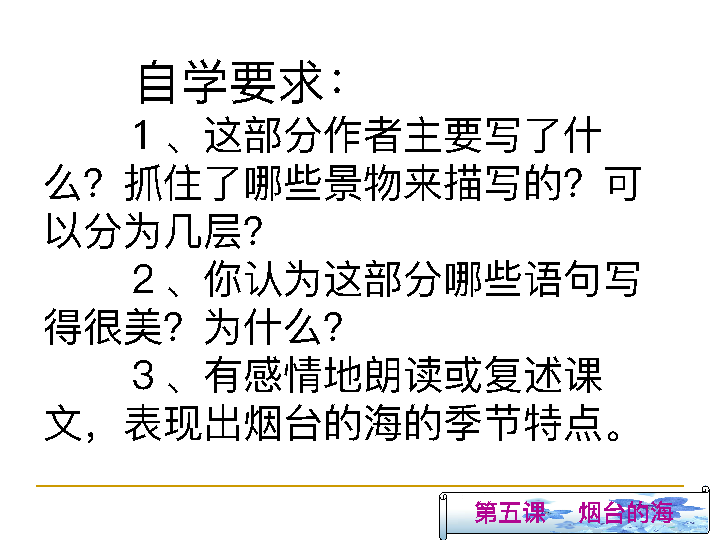 自学要求：
1、这部分作者主要写了什
么？抓住了哪些景物来描写的？可
以分为几层？
2、你认为这部分哪些语句写
得很美？为什么？
3、有感情地朗读或复述课
文，表现出烟台的海的季节特点。
第五课 烟台的海